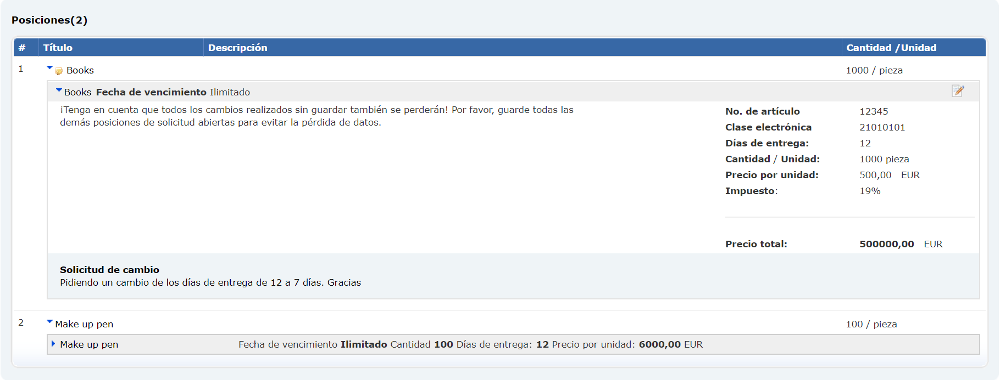 Posiciones(2)
# Título Descripción Cantidad /Unidad
1 Books 1000 / pieza
Books Fecha de vencimiento Ilimitado
¡Tenga en cuenta que todos los cambios realizados sin guardar también se perderán! Por favor, guarde todas las
demás posiciones de solicitud abiertas para evitar la pérdida de datos.
No. de artículo 12345
Clase electrónica 21010101
Días de entrega: 12
Cantidad / Unidad: 1000 pieza
Precio por unidad: 500,00 EUR
Impuesto: 19%
Precio total: 500000,00 EUR
Solicitud de cambio
Pidiendo un cambio de los días de entrega de 12 a 7 días. Gracias
2 Make up pen 100 / pieza
Make up pen Fecha de vencimiento Ilimitado Cantidad 100 Días de entrega: 12 Precio por unidad: 6000,00 EUR